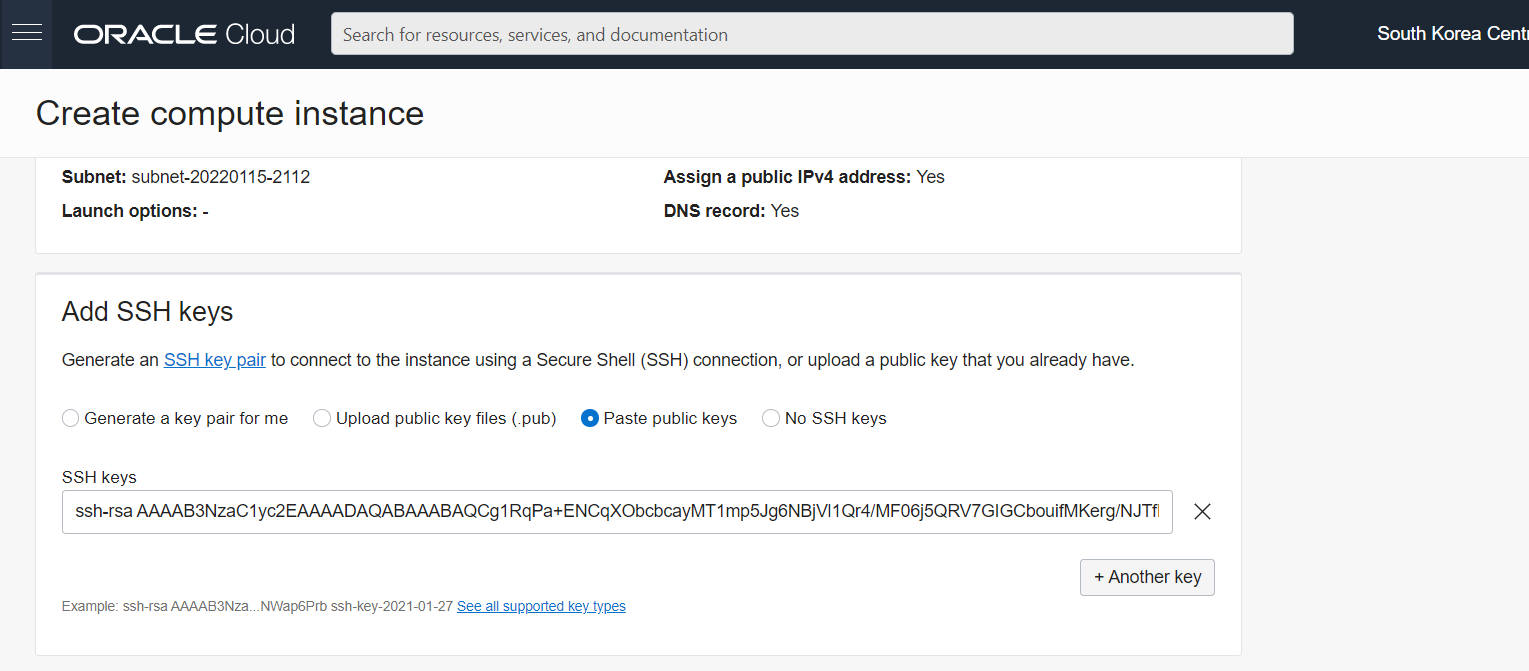 ORACLE Cloud
Search for resources, services, and documentation
South Korea Cent
Create compute instance
Subnet: subnet-20220115-2112
Assign a public IPv4 address: Yes
Launch options: -
DNS record: Yes
Add SSH keys
Generate an SSH key pair to connect to the instance using a Secure Shell (SSH) connection, or upload a public key that you already have.
Generate a key pair for me
Upload public key files (.pub)
Paste public keys
No SSH keys
SSH keys
ssh-rsa AAAAB3NzaC1yc2EAAAADAQABAAABAQCg1RqPa+ENCqXObcbcayMT1mp5Jg6NBjVl1Qr4/MF06j5QRV7GIGCbouifMKerg/NJTf
+ Another key
Example: ssh-rsa AAAAB3Nza...NWap6Prb ssh-key-2021-01-27 See all supported key types